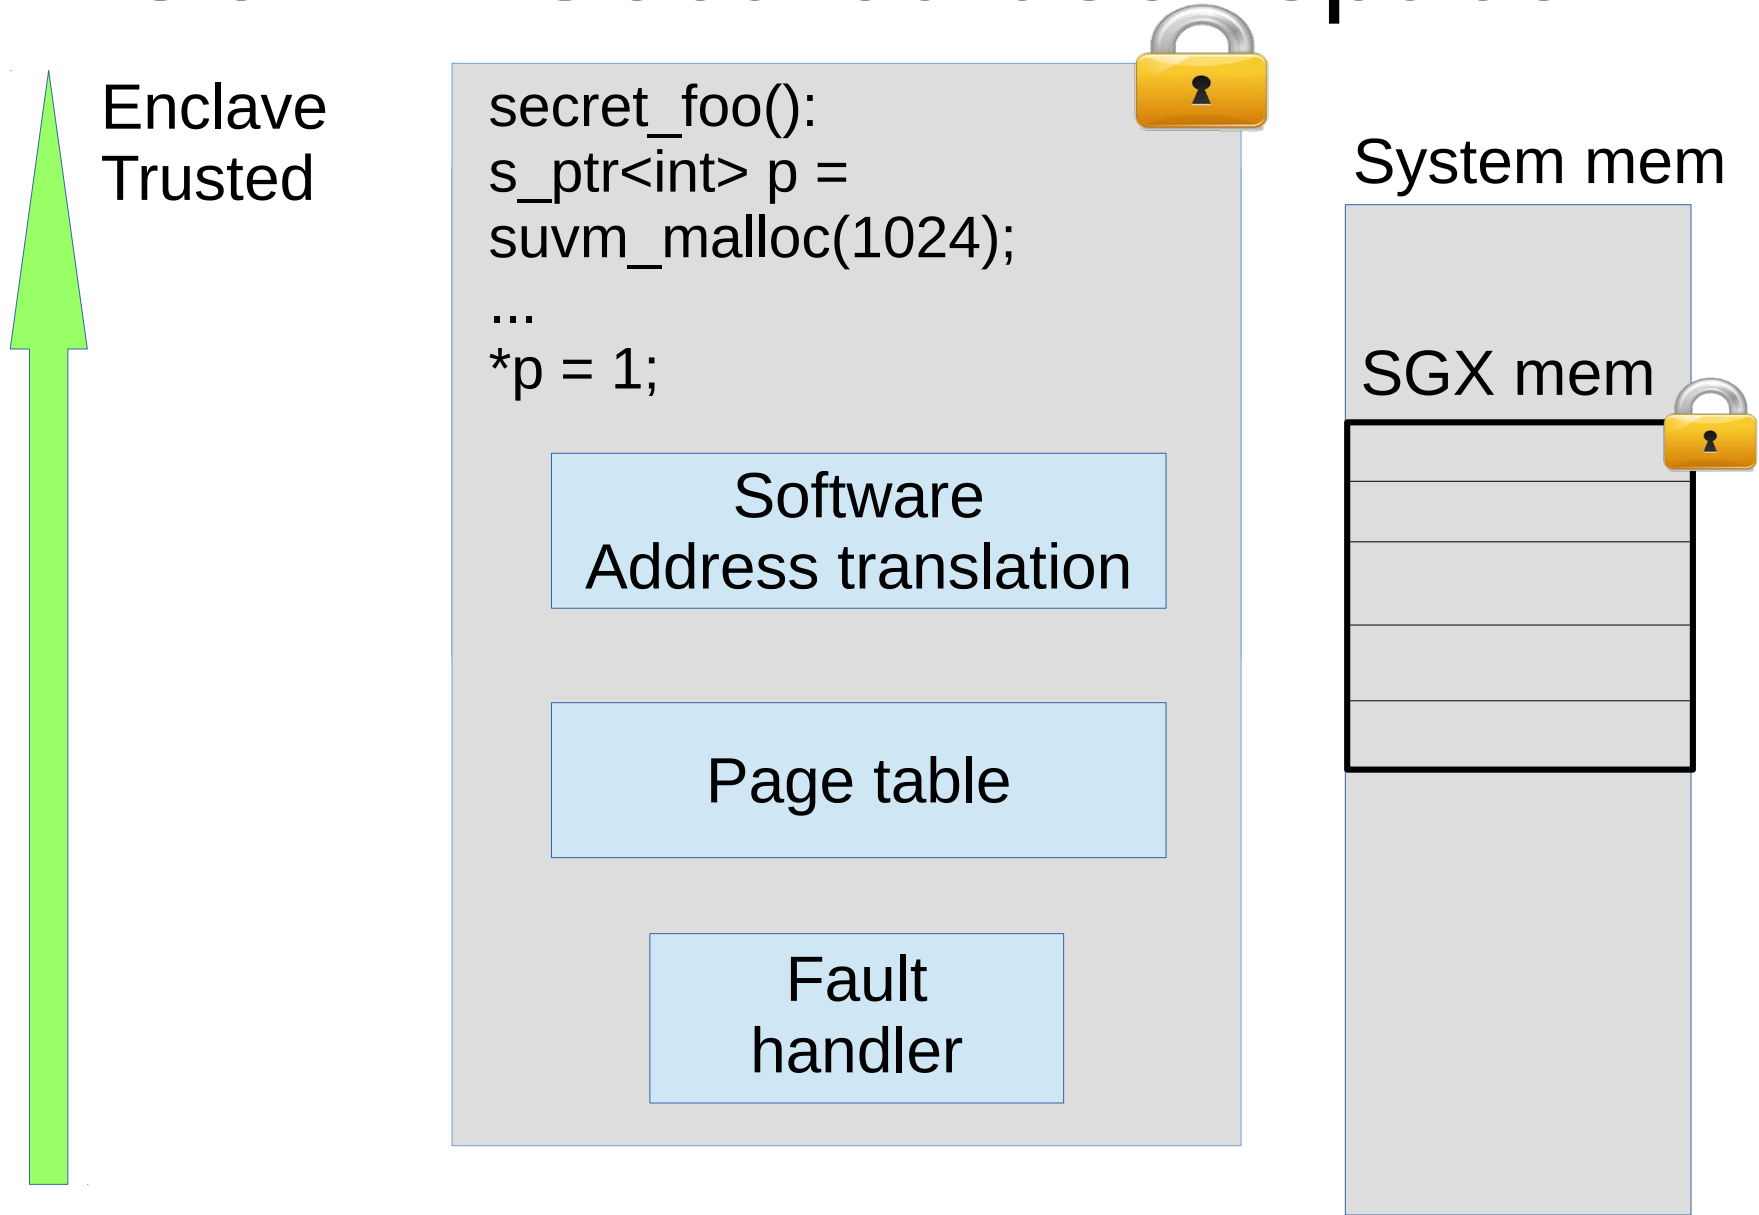 Enclave
Trusted
secret_foo():
s_ptr<int> p =
suvm_malloc(1024);
...
*p = 1;
Software
Address translation
Page table
Fault
handler
System mem
SGX mem